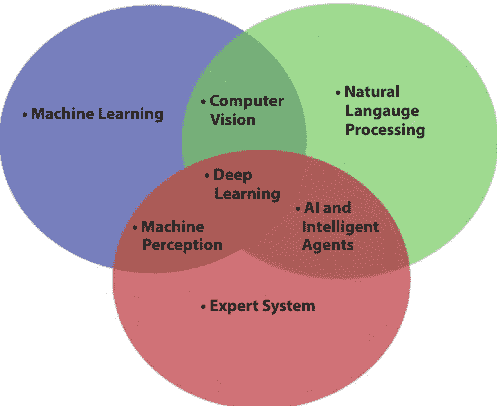 • Machine Learning
• Computer
Vision
• Natural
Langauge
Processing
• Deep
Learning
• Machine
Perception
• AI and
Intelligent
Agents
• Expert System